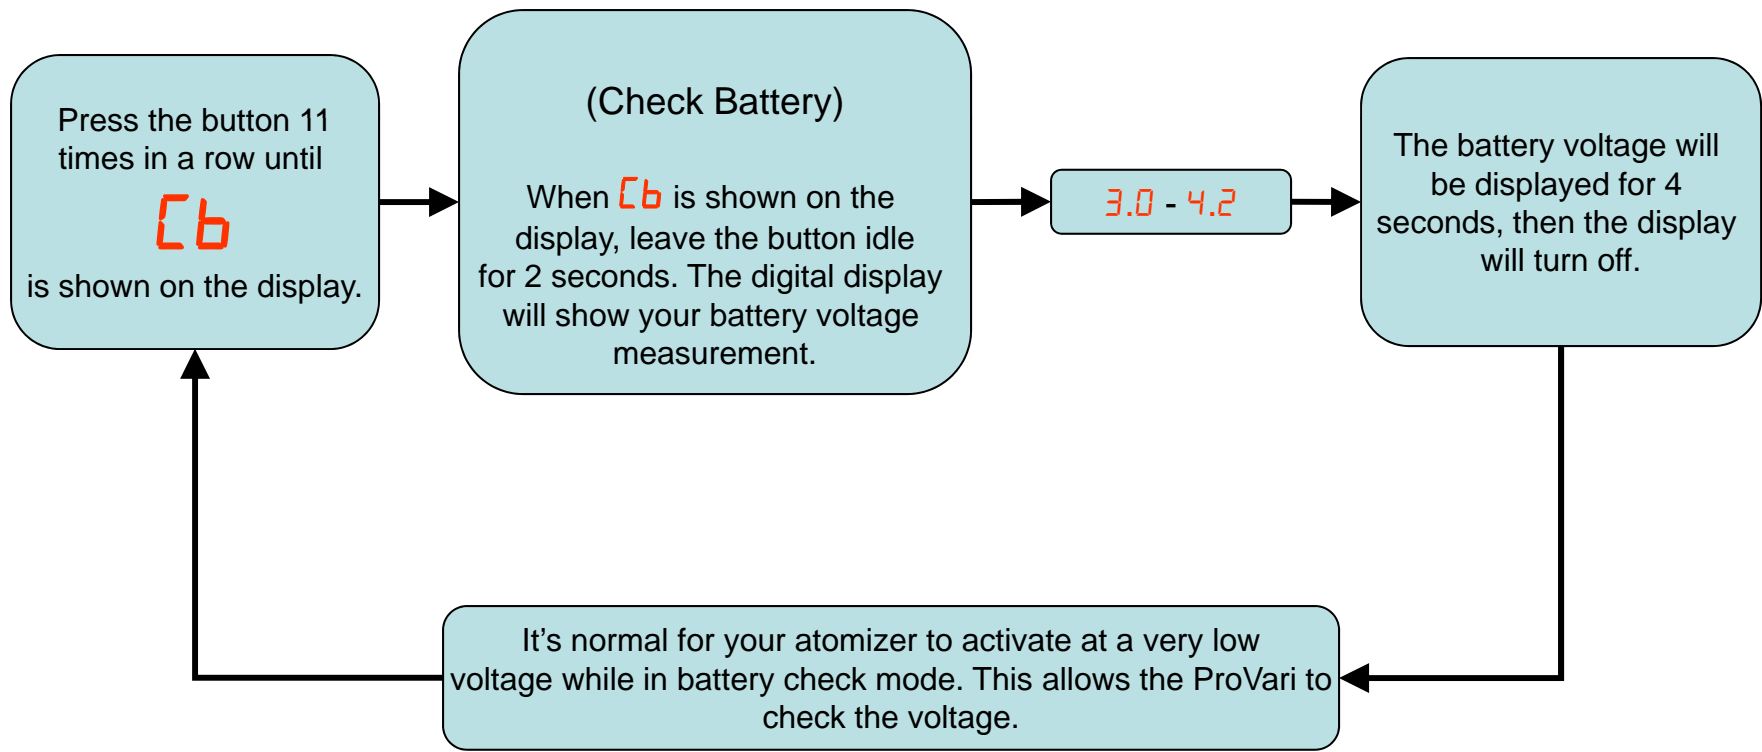 Press the button 11
times in a row until
Cb
is shown on the display.
(Check Battery)
When Cb is shown on the
display, leave the button idle
for 2 seconds. The digital display
will show your battery voltage
measurement.
3.0 - 4.2
The battery voltage will
be displayed for 4
seconds, then the display
will turn off.
It’s normal for your atomizer to activate at a very low
voltage while in battery check mode. This allows the ProVari to
check the voltage.